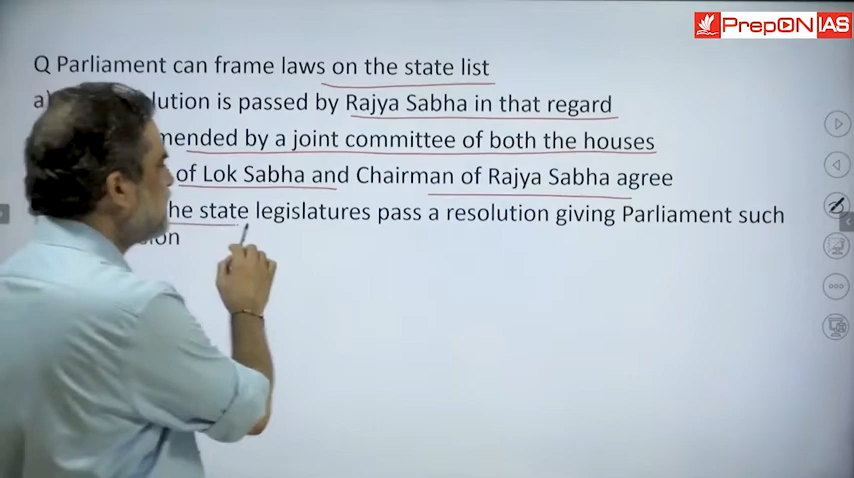 PrepON IAS
Q Parliament can frame laws on the state list
a) lution is passed by Rajya Sabha in that regard
mended by a joint committee of both the houses
of Lok Sabha and Chairman of Rajya Sabha agree
he state legislatures pass a resolution giving Parliament such
ion